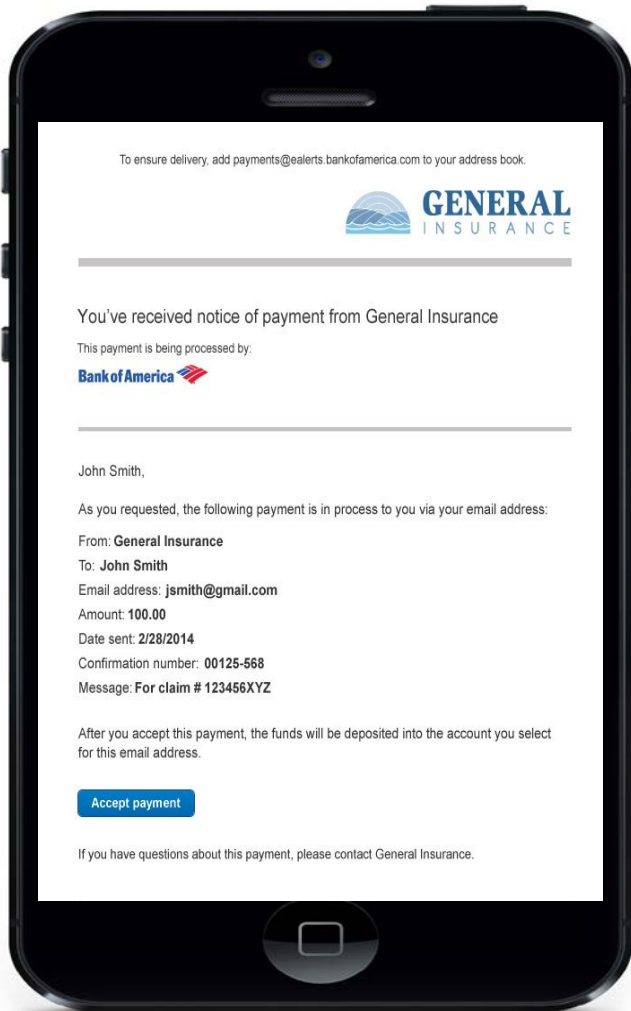 To ensure delivery, add payments@ealerts.bankofamerica.com to your address book.
GENERAL
INSURANCE
You've received notice of payment from General Insurance
This payment is being processed by:
Bank of America
John Smith,
As you requested, the following payment is in process to you via your email address:
From: General Insurance
To: John Smith
Email address: jsmith@gmail.com
Amount: 100.00
Date sent: 2/28/2014
Confirmation number: 00125-568
Message: For claim # 123456XYZ
After you accept this payment, the funds will be deposited into the account you select
for this email address.
Accept payment
If you have questions about this payment, please contact General Insurance.